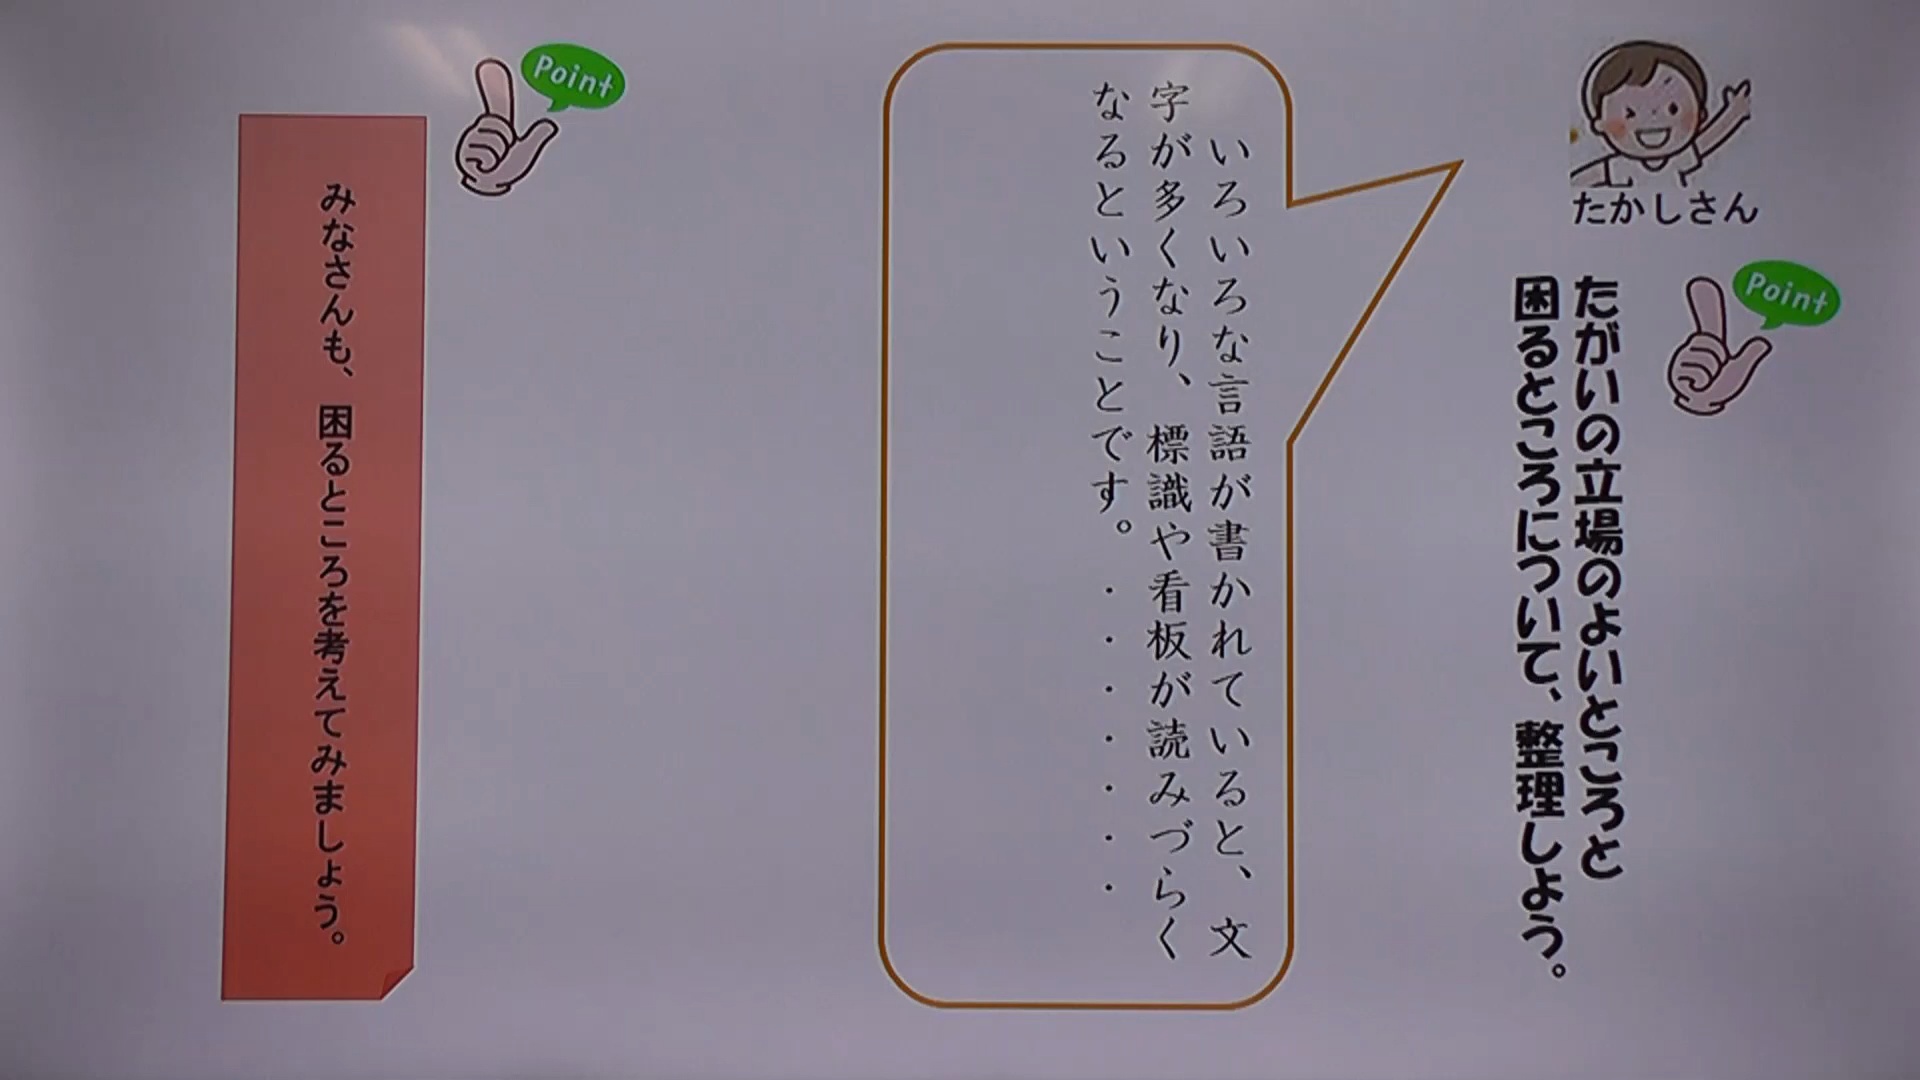 たかしさん
Point
たがいの立場のよいところと
困るところについて、整理しよう。
いろいろな言語が書かれていると、文
字が多くなり、標識や看板が読みづらく
なるということです。・・・・・・・
Point
みなさんも、困るところを考えてみましょう。